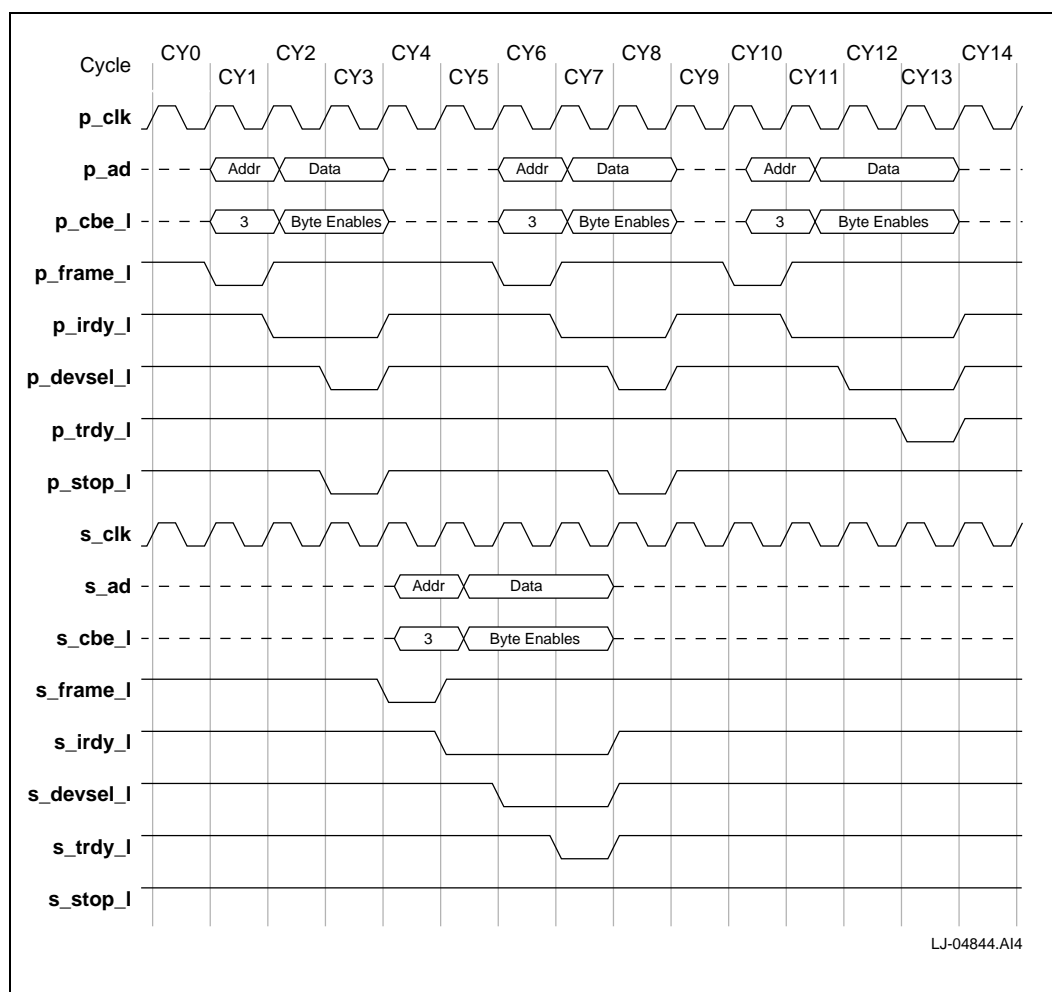 CY0 CY2 CY4 CY6 CY8 CY10 CY12 CY14
Cycle
CY1 CY3 CY5 CY7 CY9 CY11 CY13
p_clk
p_ad Addr Data Addr Data Addr Data
p_cbe_l 3 Byte Enables 3 Byte Enables 3 Byte Enables
p_frame_l
p_irdy_l
p_devsel_l
p_trdy_l
p_stop_l
s_clk
s_ad Addr Data
s_cbe_l 3 Byte Enables
s_frame_l
s_irdy_l
s_devsel_l
s_trdy_l
s_stop_l
LJ-04844.AI4